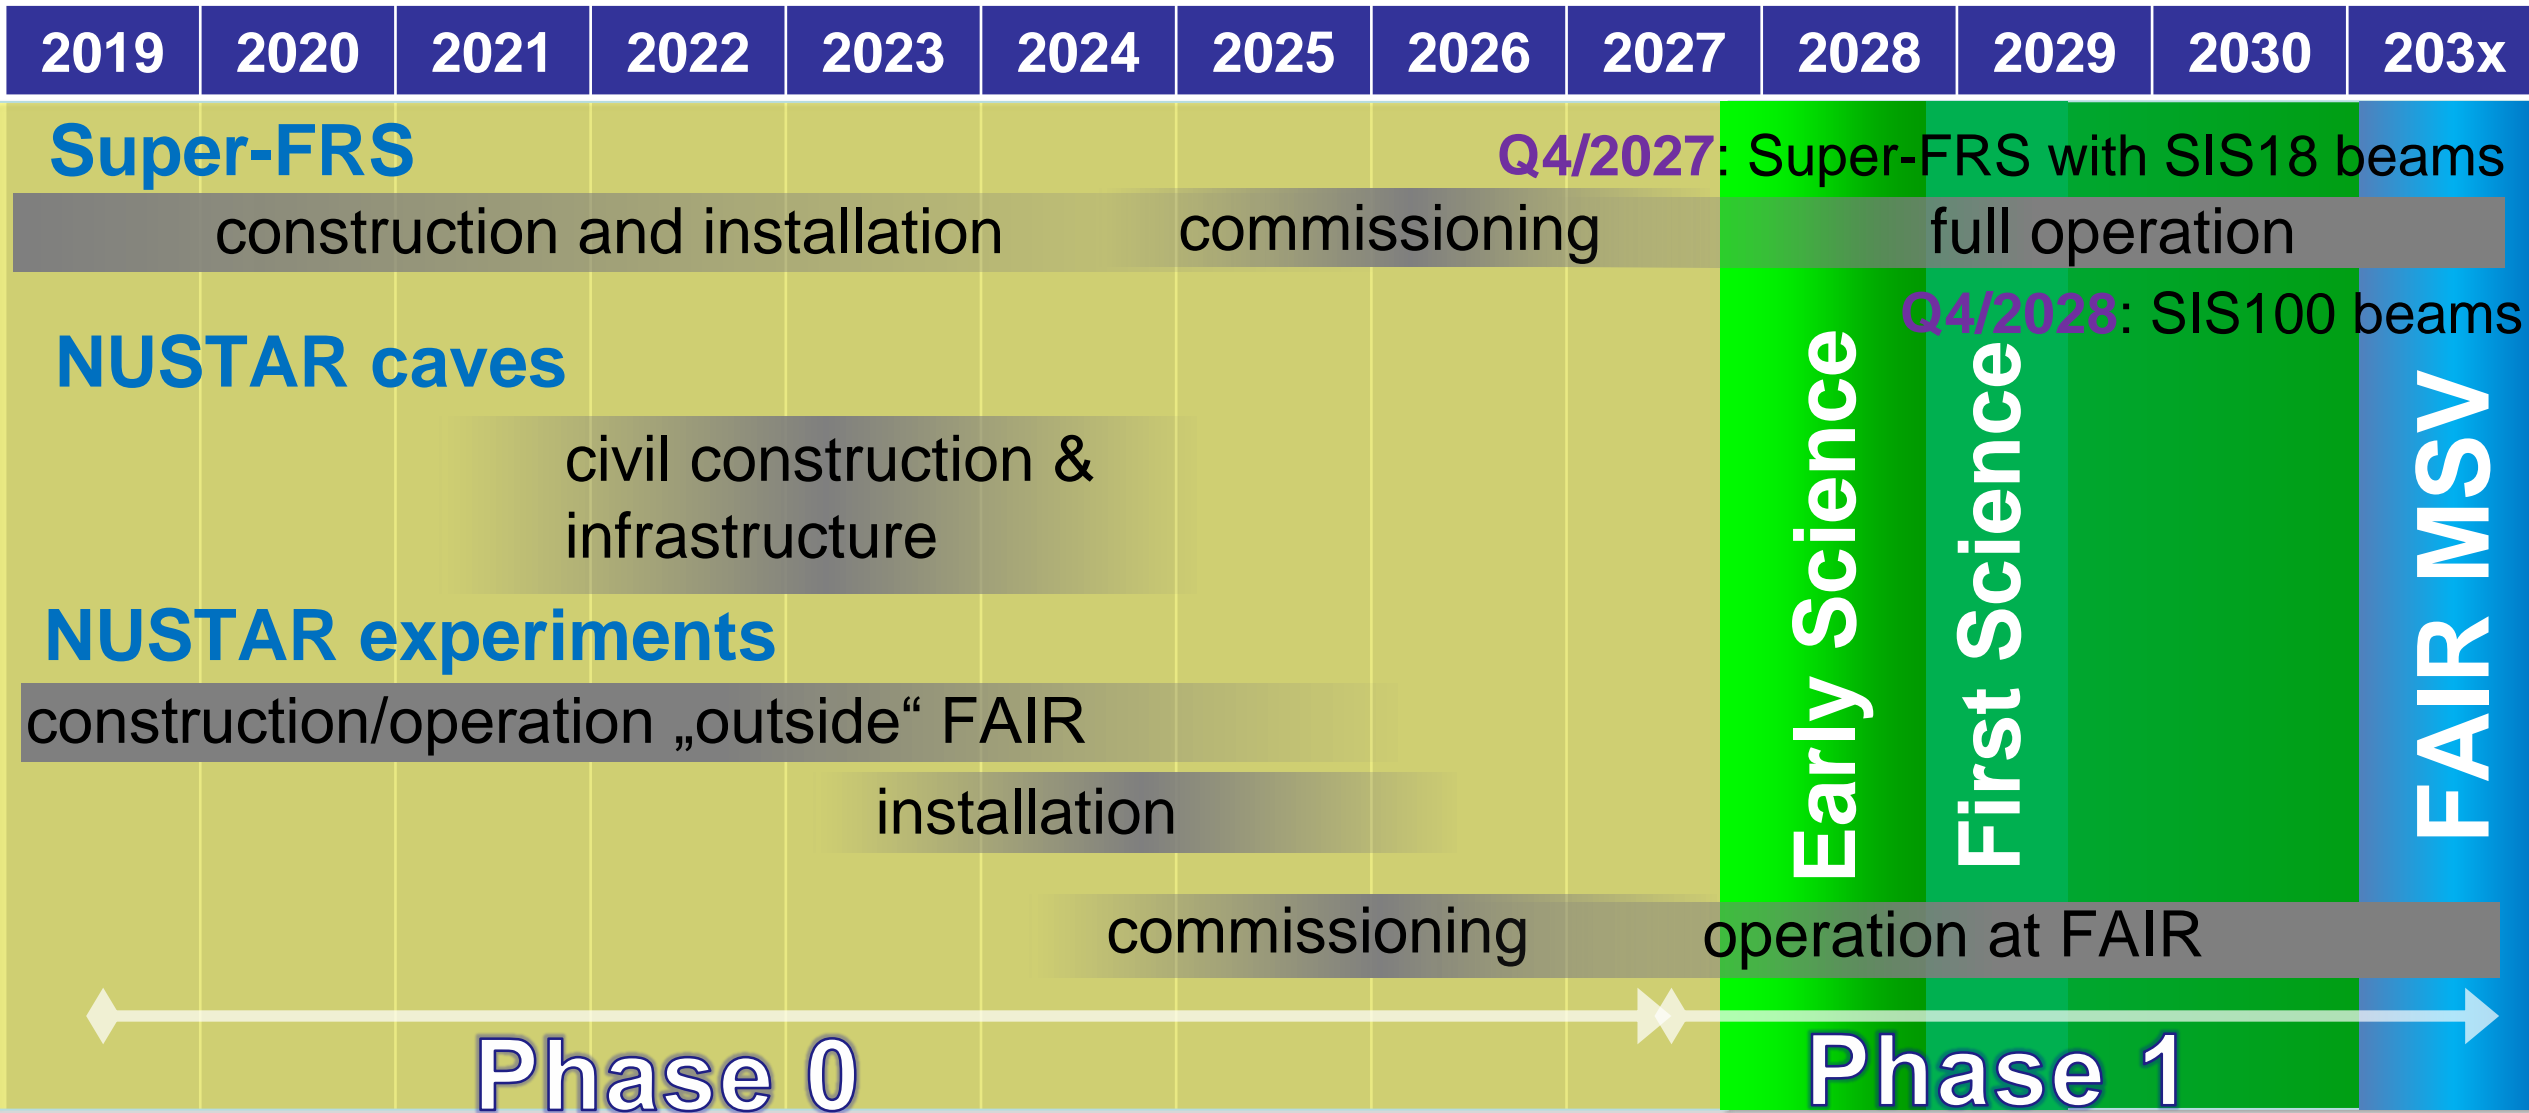 2019 2020 2021 2022 2023 2024 2025 2026 2027 2028 2029 2030 203x
Super-FRS
Q4/2027: Super-FRS with SIS18 beams
construction and installation
commissioning
full operation
Q4/2028: SIS100 beams
NUSTAR caves
civil construction &
infrastructure
NUSTAR experiments
construction/operation „outside“ FAIR
installation
commissioning
operation at FAIR
Early Science
First Science
FAIR MSV
Phase 0
Phase 1